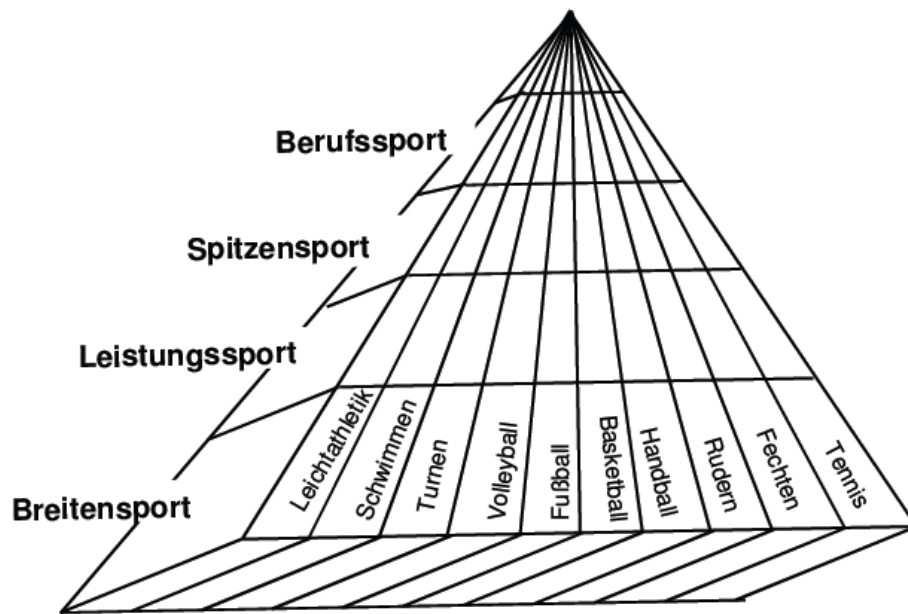 Berufssport
Spitzensport
Leistungssport
Breitensport
Leichtathletik
Schwimmen
Turnen
Volleyball
Fußball
Basketball
Handball
Rudern
Fechten
Tennis